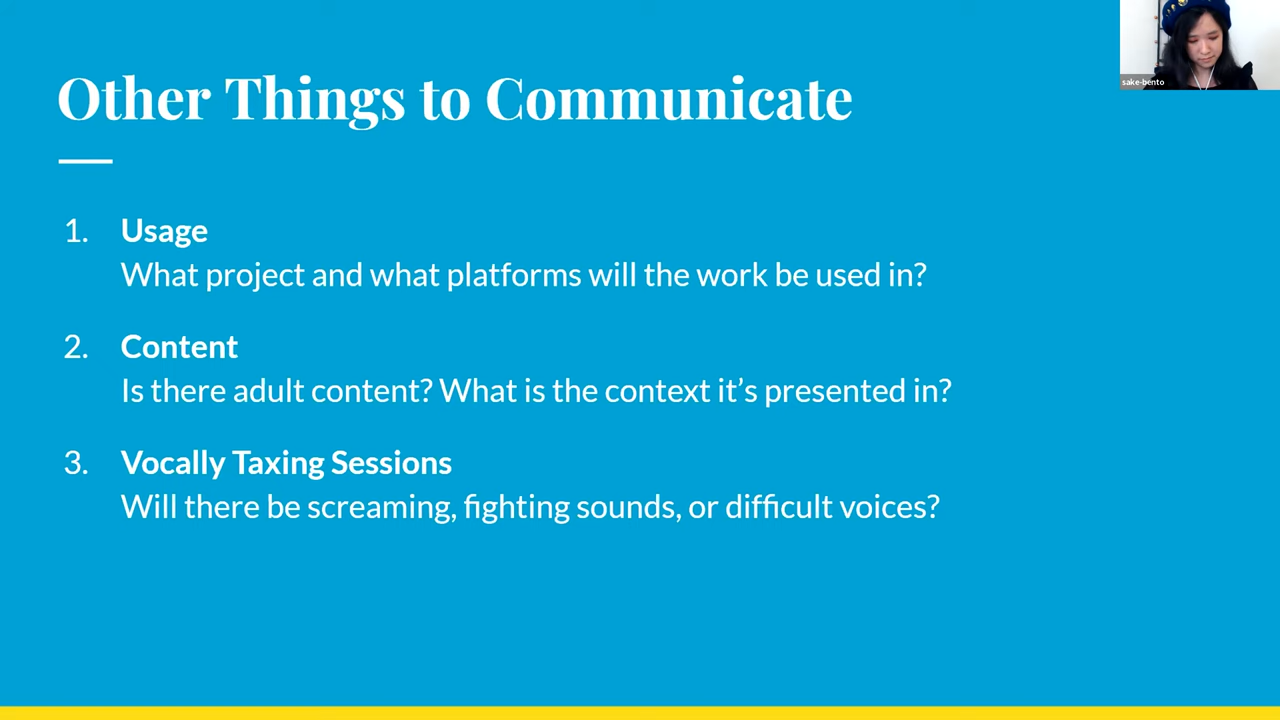 Other Things to Communicate
sake-bento
1. Usage
What project and what platforms will the work be used in?
2. Content
Is there adult content? What is the context it’s presented in?
3. Vocally Taxing Sessions
Will there be screaming, fighting sounds, or difficult voices?